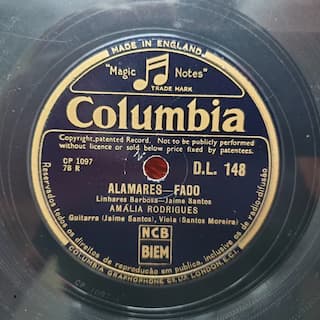 MADE IN ENGLAND
"Magic Notes"
TRADE MARK
Columbia
Copyright, patented Record. Not to be publicly performed
without licence or sold below price fixed by patentees.
CP 1097
78 R
D.L. 148
ALAMARES—FADO
Linhares Barbosa—Jaime Santos
AMÁLIA RODRIGUES
Guitarra (Jaime Santos), Viola (Santos Moreira)
NCB
BIEM
Reservados todos os direitos de reprodução em publico, inclusive os de radio-difusão
COLUMBIA GRAPHOPHONE CO. LTD. LONDON, E.C.1
CP 1097